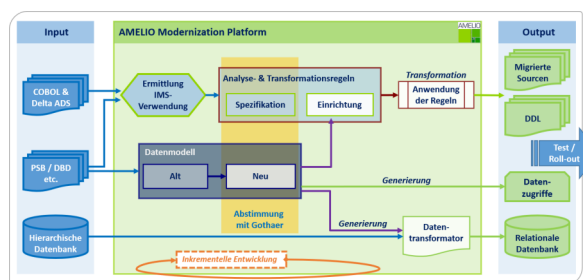 Input
AMELIO Modernization Platform
AMELIO
Output
COBOL &
Delta ADS
Ermittlung
IMS-
Verwendung
Analyse- & Transformationsregeln
Spezifikation
Einrichtung
Transformation
Anwendung
der Regeln
Migrierte
Sourcen
DDL
PSB / DBD
etc.
Datenmodell
Alt
Neu
Test /
Roll-out
Generierung
Daten-
zugriffe
Abstimmung
mit Gothaer
Generierung
Hierarchische
Datenbank
Daten-
transformator
Relationale
Datenbank
Inkrementelle Entwicklung